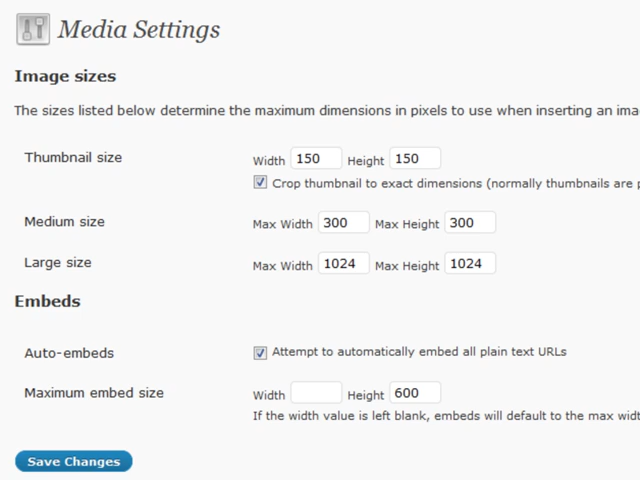 Media Settings
Image sizes
The sizes listed below determine the maximum dimensions in pixels to use when inserting an
Thumbnail size Width 150 Height 150
Crop thumbnail to exact dimensions (normally thumbnails are
Medium size Max Width 300 Max Height 300
Large size Max Width 1024 Max Height 1024
Embeds
Auto-embeds Attempt to automatically embed all plain text URLs
Maximum embed size Width Height 600
If the width value is left blank, embeds will default to the max
Save Changes